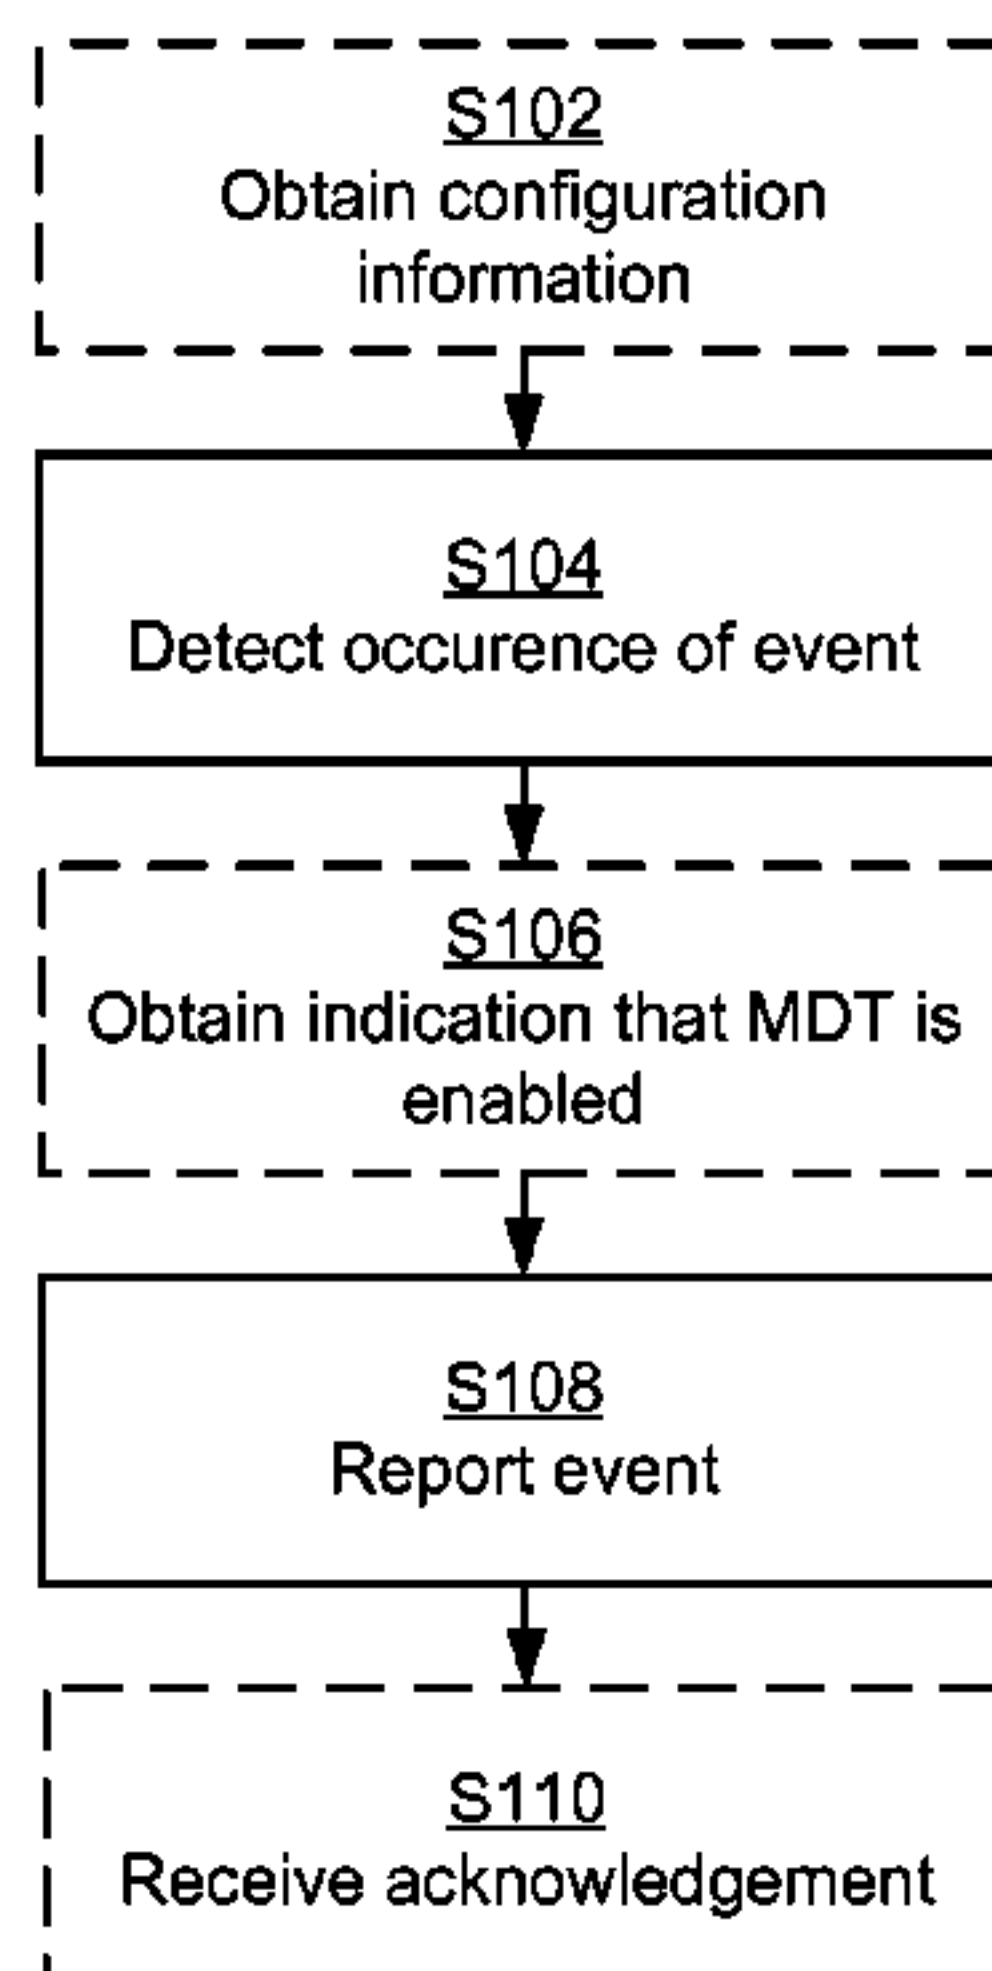 S102
Obtain configuration
information
S104
Detect occurence of event
S106
Obtain indication that MDT is
enabled
S108
Report event
S110
Receive acknowledgement